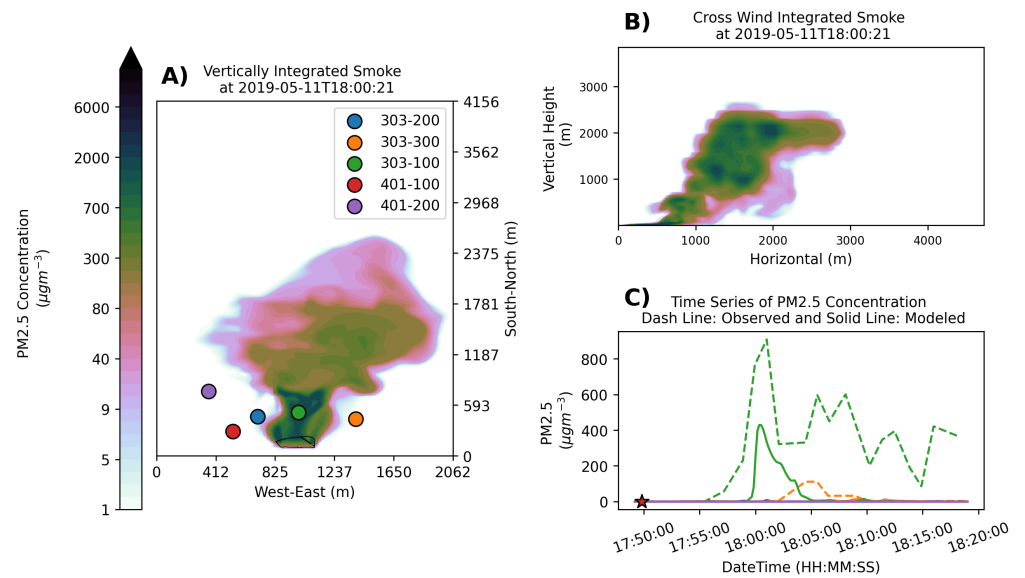 A)
Vertically Integrated Smoke
at 2019-05-11T18:00:21
PM2.5 Concentration
(μgm⁻³)
6000
2000
700
300
80
40
9
5
1
303-200
303-300
303-100
401-100
401-200
4156
3562
2968
2375
1781
1187
593
0
South-North (m)
0
412
825
1237
1650
2062
West-East (m)
B)
Cross Wind Integrated Smoke
at 2019-05-11T18:00:21
Vertical Height
(m)
3000
2000
1000
0
1000
2000
3000
4000
Horizontal (m)
C)
Time Series of PM2.5 Concentration
Dash Line: Observed and Solid Line: Modeled
PM2.5
(μgm⁻³)
800
600
400
200
0
17:50:00
17:55:00
18:00:00
18:05:00
18:10:00
18:15:00
18:20:00
DateTime (HH:MM:SS)